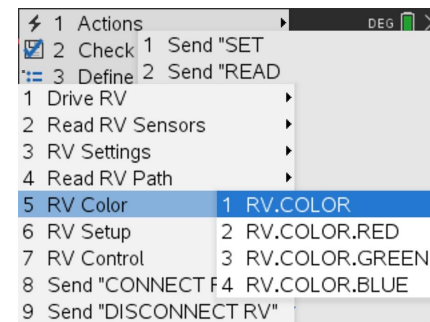 1 Actions
DEG
2 Check
1 Send "SET
3 Define
2 Send "READ
1 Drive RV
2 Read RV Sensors
3 RV Settings
4 Read RV Path
5 RV Color
1 RV.COLOR
6 RV Setup
2 RV.COLOR.RED
7 RV Control
3 RV.COLOR.GREEN
8 Send "CONNECT
4 RV.COLOR.BLUE
9 Send "DISCONNECT RV"